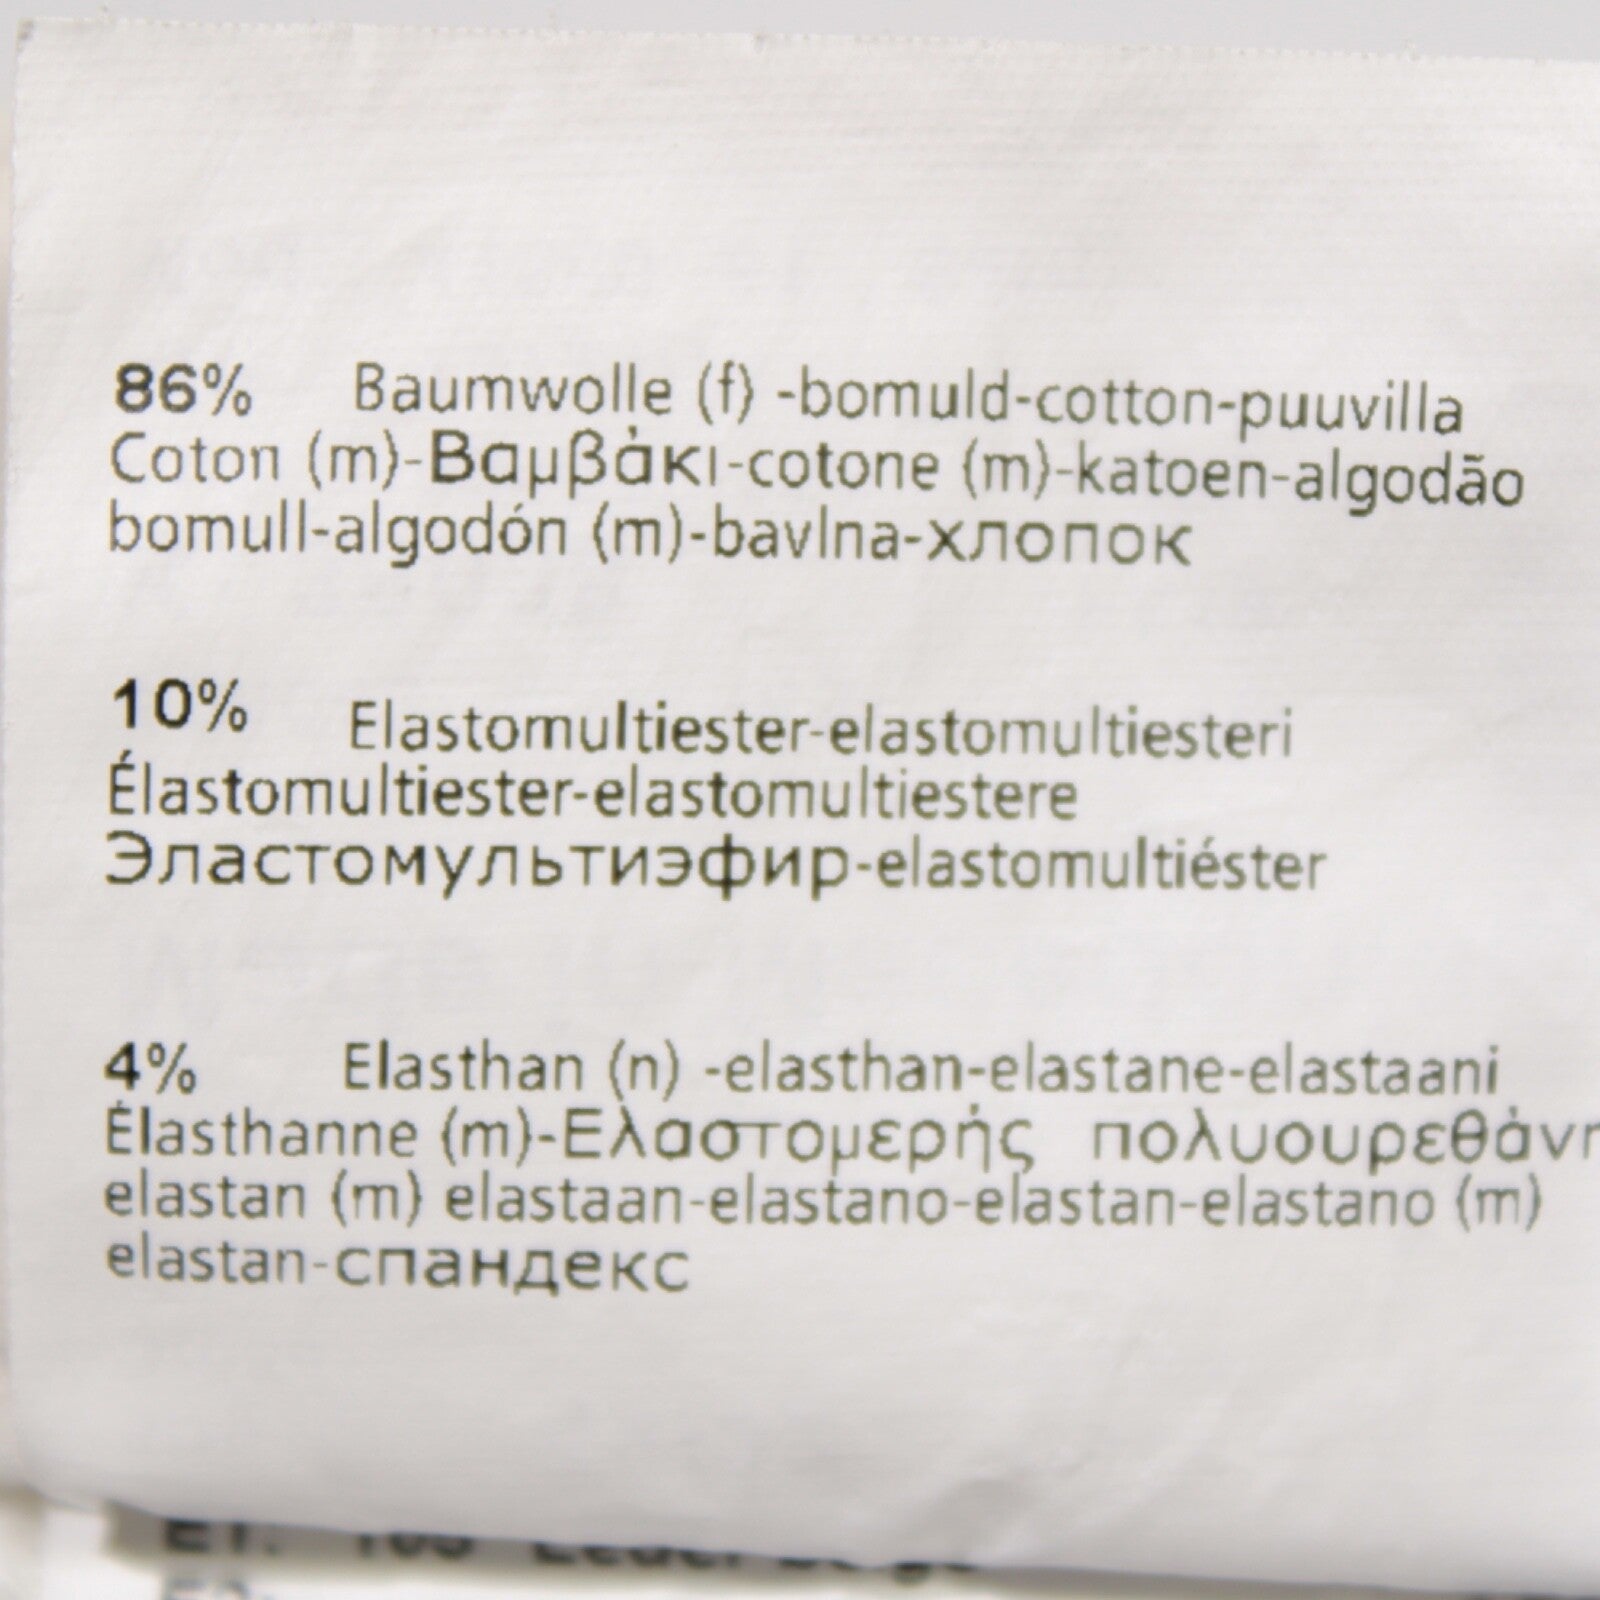 86% Baumwolle (f) -bomuld-cotton-puuvilla
Coton (m)-Βαμβάκι-cotone (m)-katoen-algodão
bomull-algodón (m)-bavlna-хлопок
10% Elastomultiester-elastomultiesteri
Élastomultiester-elastomultiestere
Эластомультиэфир-elastomultiéster
4% Elasthan (n) -elasthan-elastane-elastaani
Élasthanne (m)-Ελαστομερής
elastan (m) elastaan-elastano-elastan-elastano (m)
elastan-спандекс